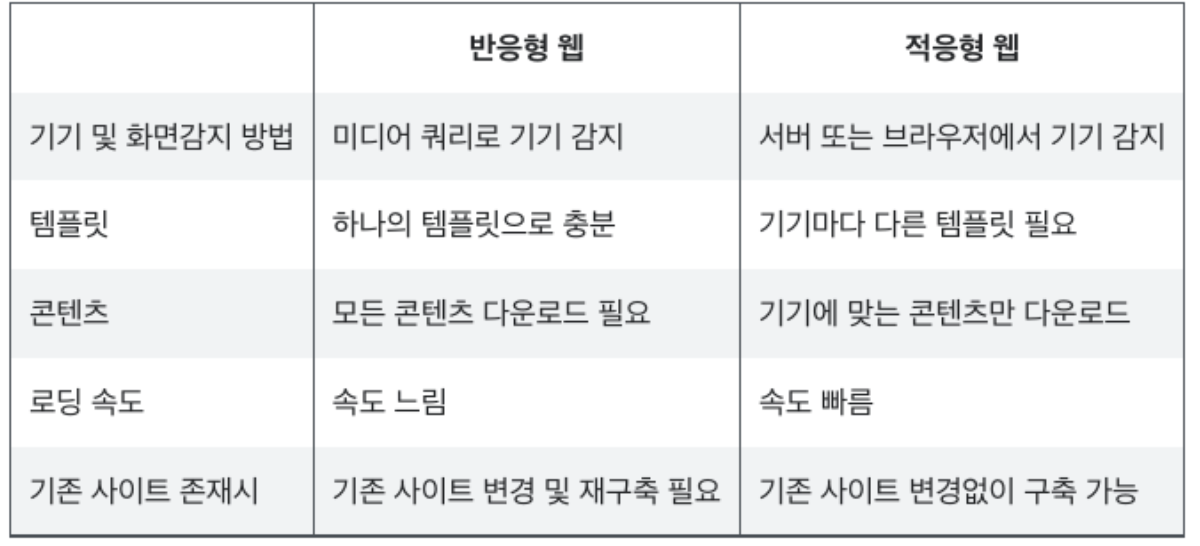 반응형 웹 적응형 웹
기기 및 화면감지 방법 미디어 쿼리로 기기 감지 서버 또는 브라우저에서 기기 감지
템플릿 하나의 템플릿으로 충분 기기마다 다른 템플릿 필요
콘텐츠 모든 콘텐츠 다운로드 필요 기기에 맞는 콘텐츠만 다운로드
로딩 속도 속도 느림 속도 빠름
기존 사이트 존재시 기존 사이트 변경 및 재구축 필요 기존 사이트 변경없이 구축 가능